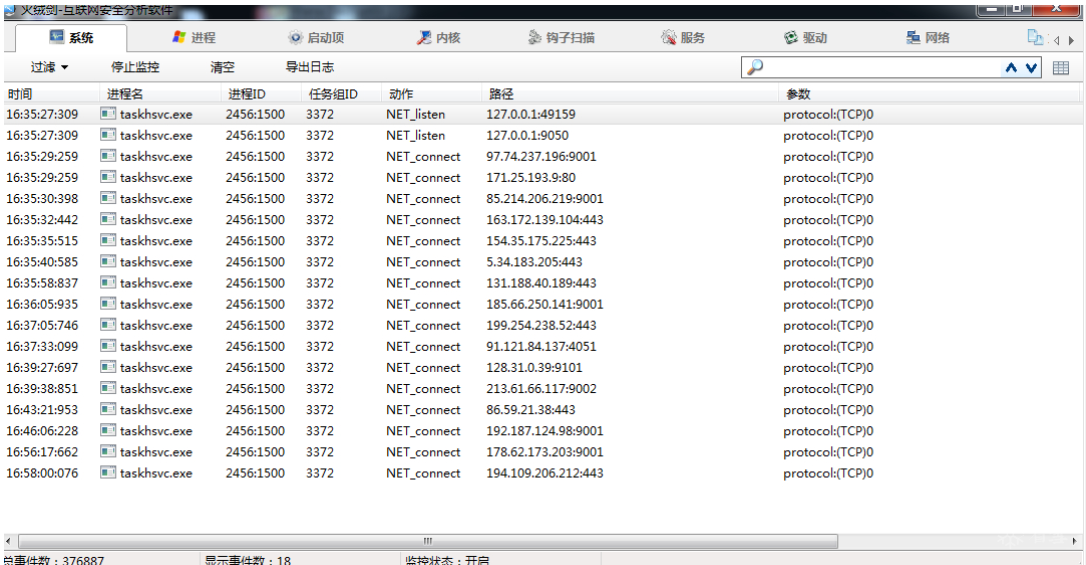 火绒剑-互联网安全分析软件
系统 进程 启动项 内核 钩子扫描 服务 驱动 网络
过滤 停止监控 清空 导出日志
时间 进程名 进程ID 任务组ID 动作 路径 参数
16:35:27:309 taskhsvc.exe 2456:1500 3372 NET_listen 127.0.0.1:49159 protocol:(TCP)0
16:35:27:309 taskhsvc.exe 2456:1500 3372 NET_listen 127.0.0.1:9050 protocol:(TCP)0
16:35:29:259 taskhsvc.exe 2456:1500 3372 NET_connect 97.74.237.196:9001 protocol:(TCP)0
16:35:29:259 taskhsvc.exe 2456:1500 3372 NET_connect 171.25.193.9:80 protocol:(TCP)0
16:35:30:398 taskhsvc.exe 2456:1500 3372 NET_connect 85.214.206.219:9001 protocol:(TCP)0
16:35:32:442 taskhsvc.exe 2456:1500 3372 NET_connect 163.172.139.104:443 protocol:(TCP)0
16:35:35:515 taskhsvc.exe 2456:1500 3372 NET_connect 154.35.175.225:443 protocol:(TCP)0
16:35:40:585 taskhsvc.exe 2456:1500 3372 NET_connect 5.34.183.205:443 protocol:(TCP)0
16:35:58:837 taskhsvc.exe 2456:1500 3372 NET_connect 131.188.40.189:443 protocol:(TCP)0
16:36:05:935 taskhsvc.exe 2456:1500 3372 NET_connect 185.66.250.141:9001 protocol:(TCP)0
16:37:05:746 taskhsvc.exe 2456:1500 3372 NET_connect 199.254.238.52:443 protocol:(TCP)0
16:37:33:099 taskhsvc.exe 2456:1500 3372 NET_connect 91.121.84.137:4051 protocol:(TCP)0
16:39:27:697 taskhsvc.exe 2456:1500 3372 NET_connect 128.31.0.39:9101 protocol:(TCP)0
16:39:38:851 taskhsvc.exe 2456:1500 3372 NET_connect 213.61.66.117:9002 protocol:(TCP)0
16:43:21:953 taskhsvc.exe 2456:1500 3372 NET_connect 86.59.21.38:443 protocol:(TCP)0
16:46:06:228 taskhsvc.exe 2456:1500 3372 NET_connect 192.187.124.98:9001 protocol:(TCP)0
16:56:17:662 taskhsvc.exe 2456:1500 3372 NET_connect 178.62.173.203:9001 protocol:(TCP)0
16:58:00:076 taskhsvc.exe 2456:1500 3372 NET_connect 194.109.206.212:443 protocol:(TCP)0
总事件数：376887 显示事件数：18 监控状态：开启